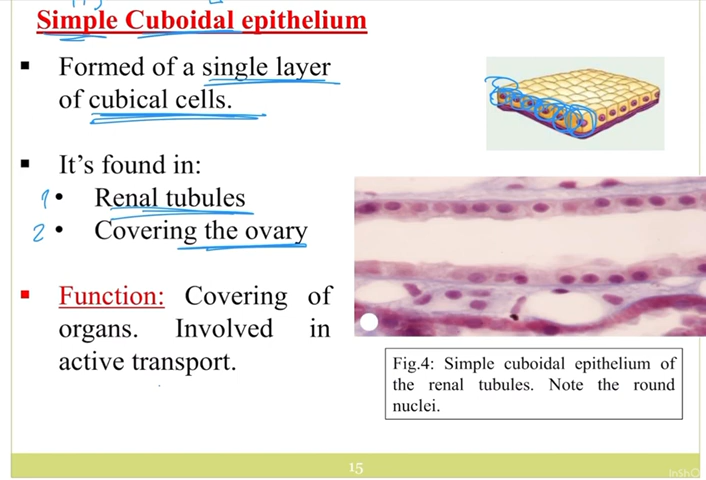 Simple Cuboidal epithelium
▪ Formed of a single layer
of cubical cells.
▪ It's found in:
1 • Renal tubules
2 • Covering the ovary
▪ Function: Covering of
organs. Involved in
active transport.
Fig.4: Simple cuboidal epithelium of
the renal tubules. Note the round
nuclei.
15
InShO